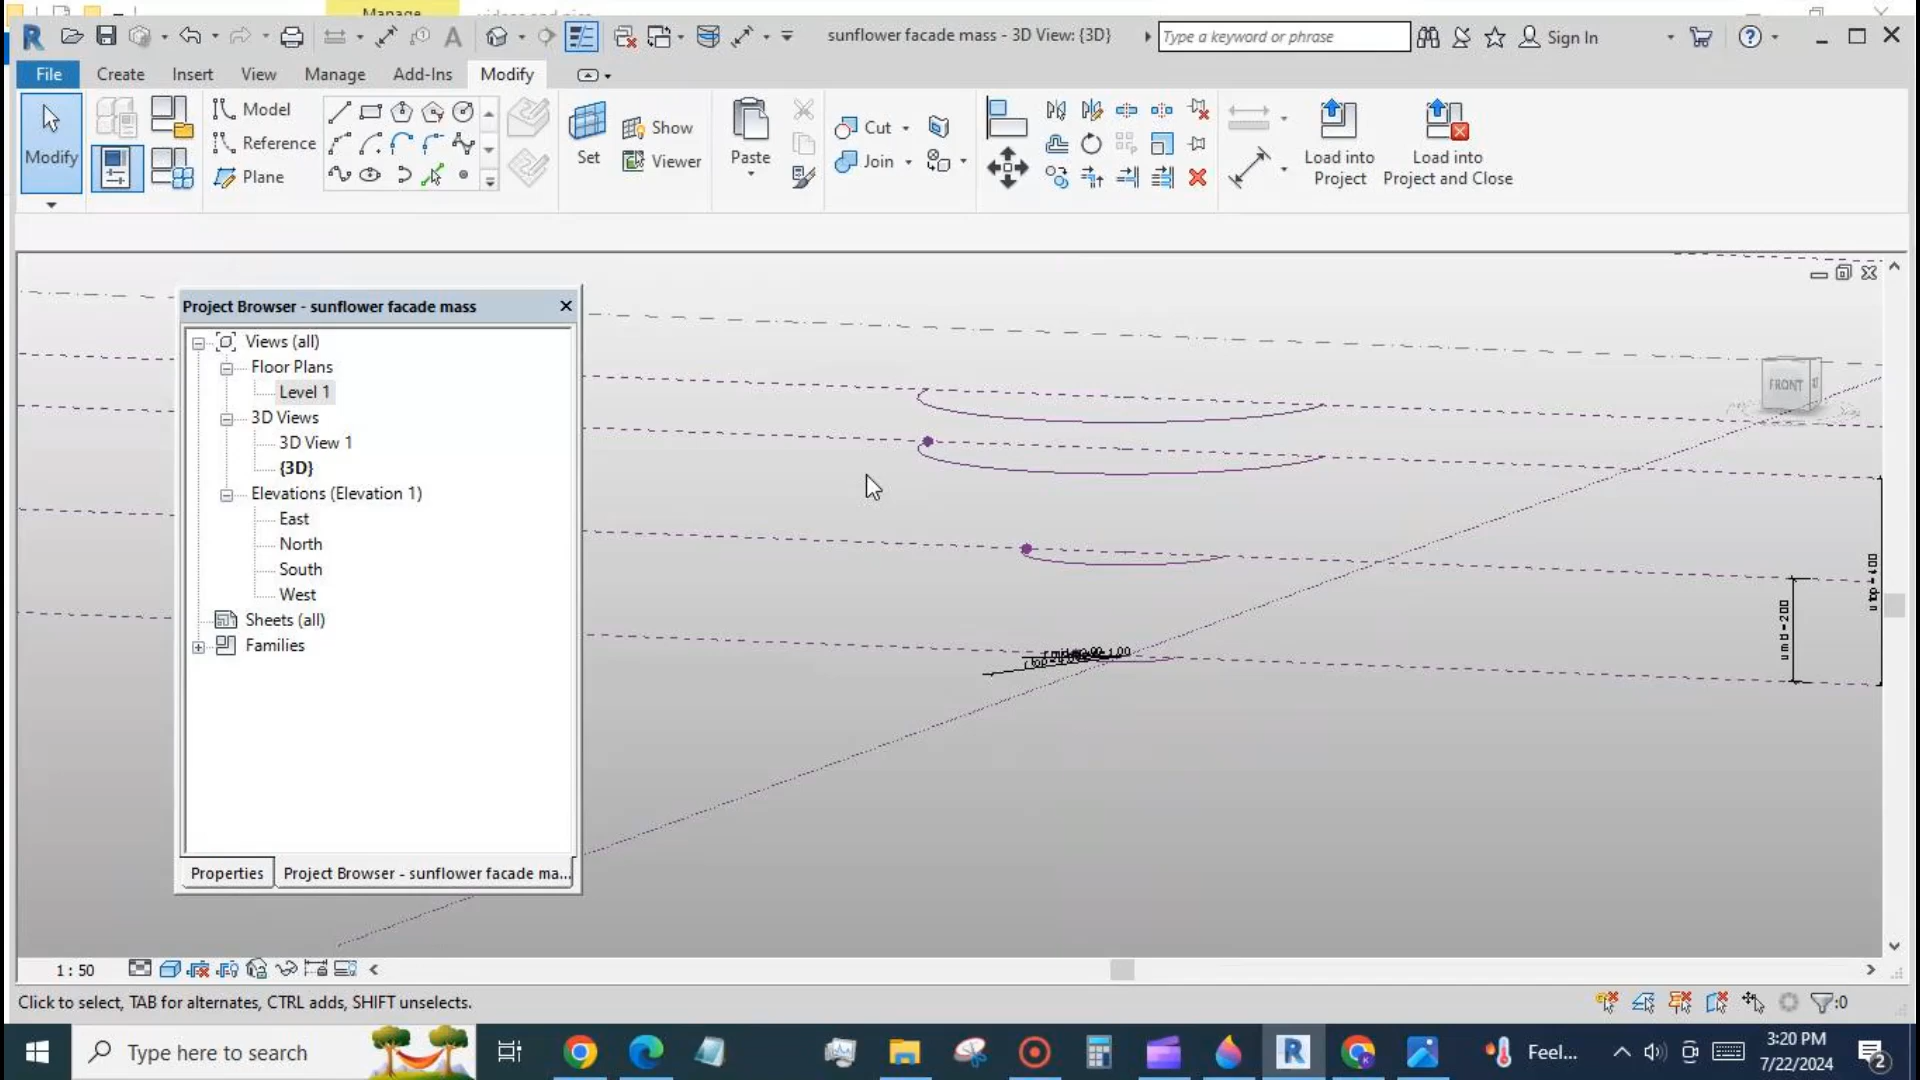 Manage
sunflower facade mass - 3D View: {3D}
Type a keyword or phrase
Sign In
File
Create
Insert
View
Manage
Add-Ins
Modify
Modify
Model
Reference
Plane
Set
Show
Viewer
Paste
Cut
Join
Load into
Project
Load into
Project and Close
Project Browser - sunflower facade mass
Views (all)
Floor Plans
Level 1
3D Views
3D View 1
{3D}
Elevations (Elevation 1)
East
North
South
West
Sheets (all)
Families
Properties
Project Browser - sunflower facade ma...
FRONT
1 : 50
Click to select, TAB for alternates, CTRL adds, SHIFT unselects.
:0
Type here to search
Feel...
3:20 PM
7/22/2024
2